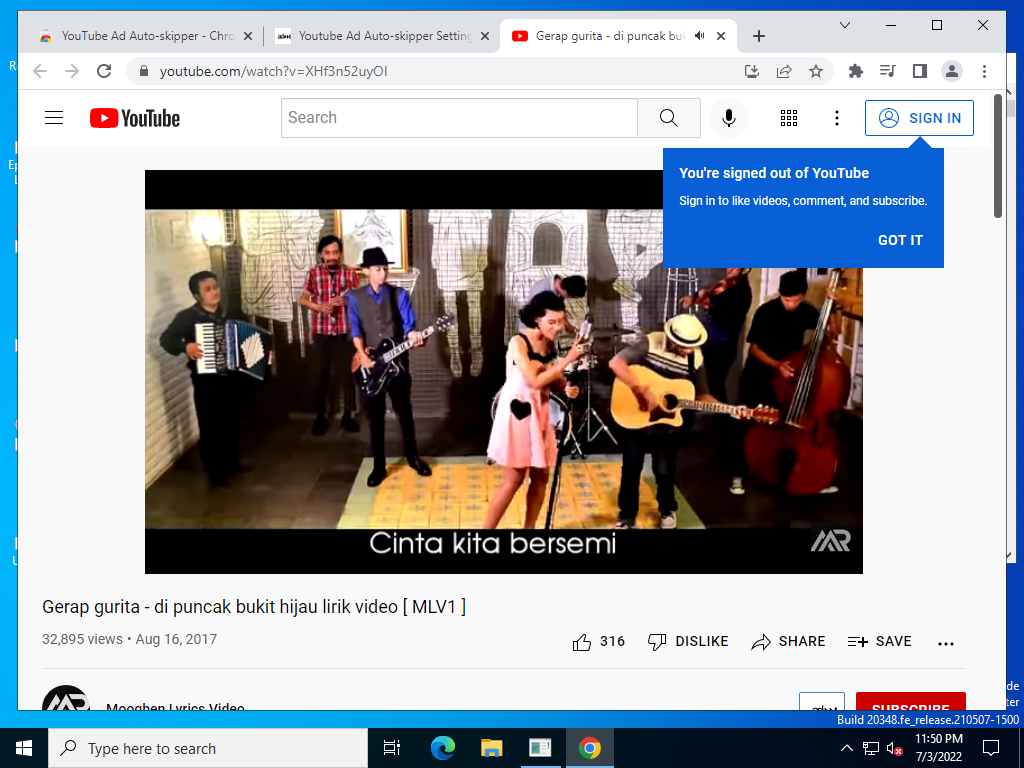 YouTube Ad Auto-skipper - Chro
Youtube Ad Auto-skipper Setting
Gerap gurita - di puncak buk
youtube.com/watch?v=XHf3n52uyOI
YouTube
Search
SIGN IN
You're signed out of YouTube
Sign in to like videos, comment, and subscribe.
GOT IT
Cinta kita bersemi
Gerap gurita - di puncak bukit hijau lirik video [ MLV1 ]
32,895 views • Aug 16, 2017
316
DISLIKE
SHARE
SAVE
Mooghen Lyrics Video
SUBSCRIBE
Build 20348.fe_release.210507-1500
Type here to search
11:50 PM
7/3/2022